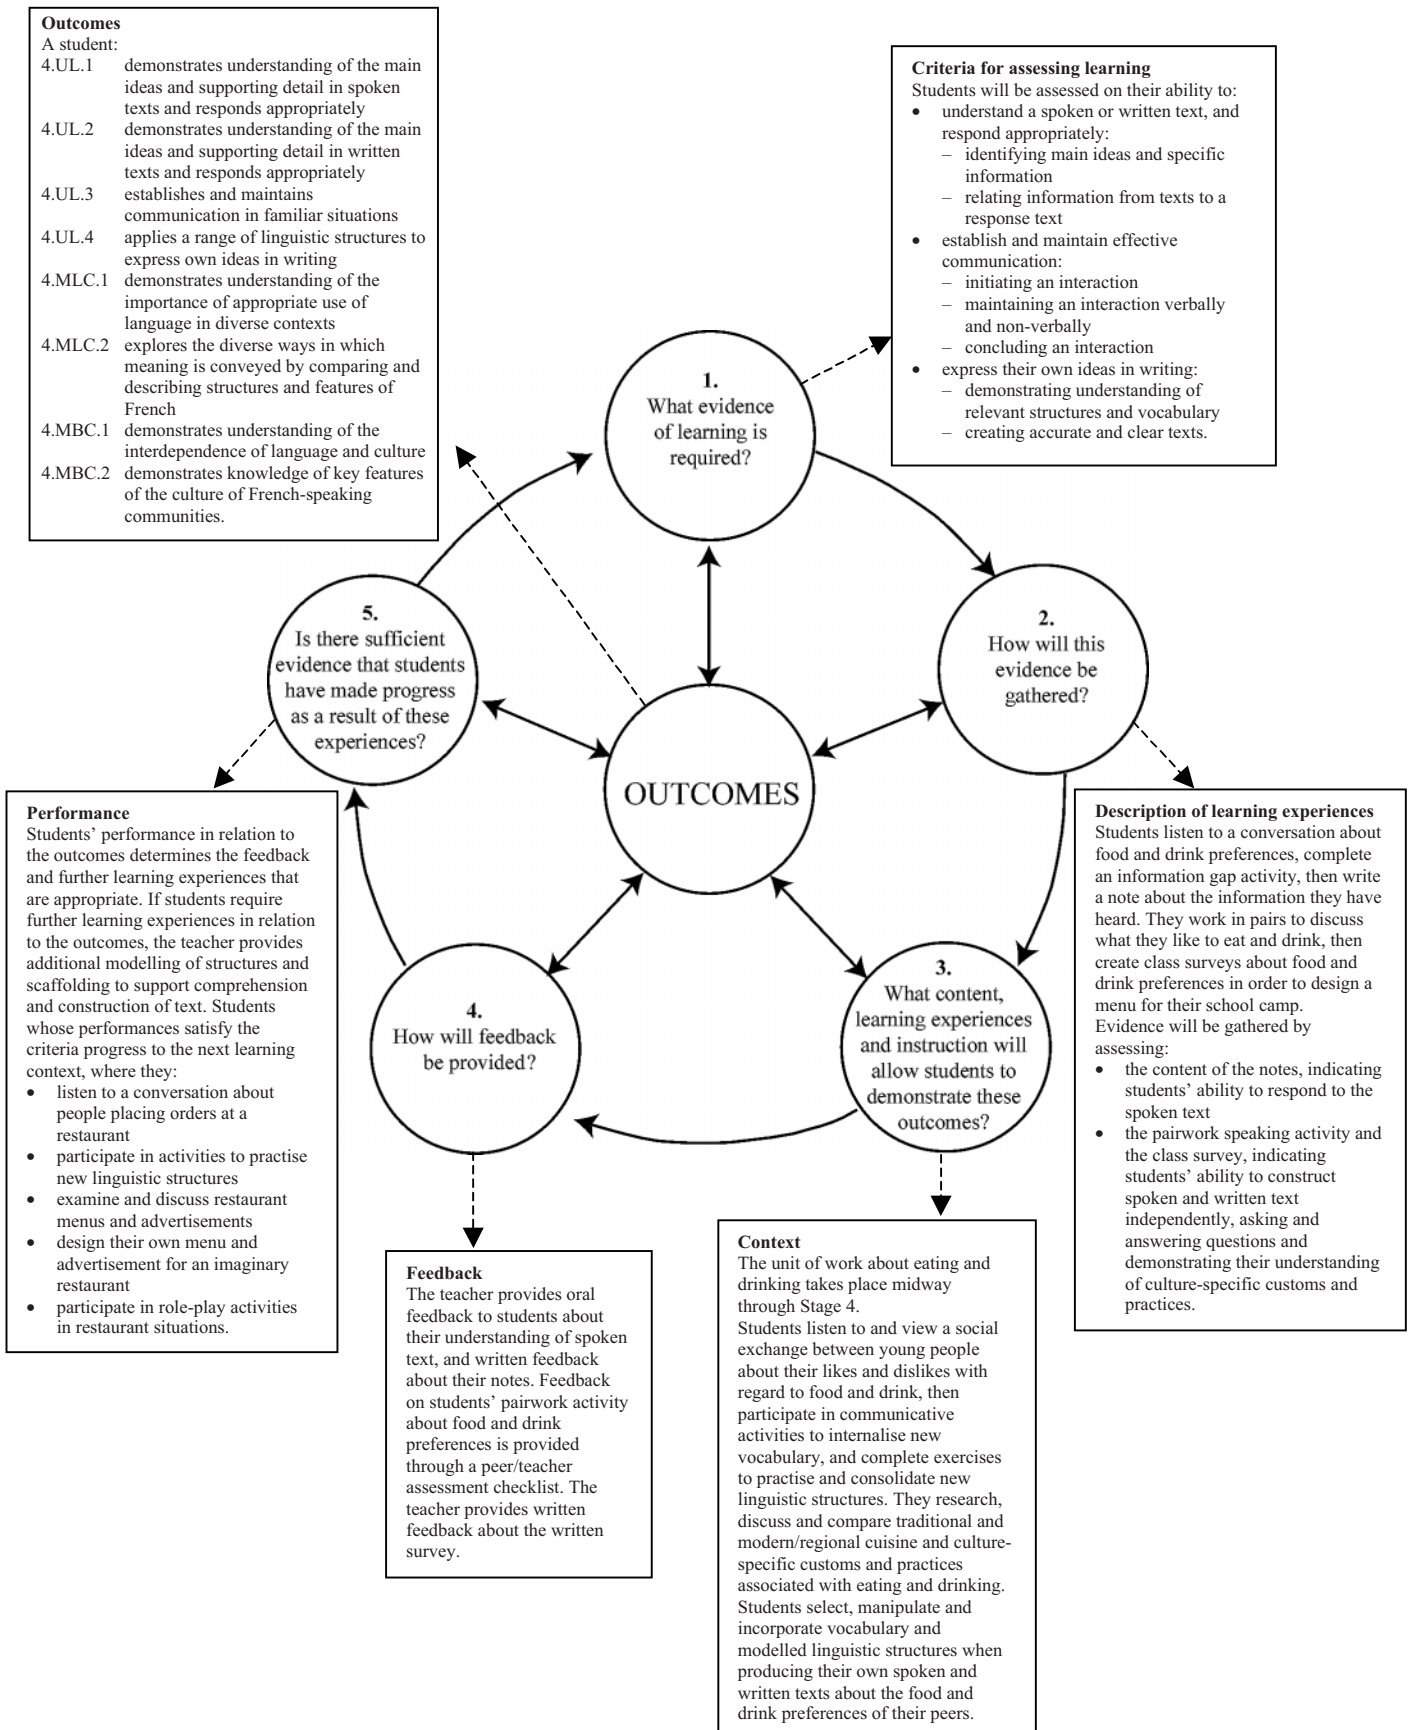 Outcomes
A student:
4.UL.1 demonstrates understanding of the main
ideas and supporting detail in spoken
texts and responds appropriately
4.UL.2 demonstrates understanding of the main
ideas and supporting detail in written
texts and responds appropriately
4.UL.3 establishes and maintains
communication in familiar situations
4.UL.4 applies a range of linguistic structures to
express own ideas in writing
4.MLC.1 demonstrates understanding of the
importance of appropriate use of
language in diverse contexts
4.MLC.2 explores the diverse ways in which
meaning is conveyed by comparing and
describing structures and features of
French
4.MBC.1 demonstrates understanding of the
interdependence of language and culture
4.MBC.2 demonstrates knowledge of key features
of the culture of French-speaking
communities.
Criteria for assessing learning
Students will be assessed on their ability to:
• understand a spoken or written text, and
respond appropriately:
– identifying main ideas and specific
information
– relating information from texts to a
response text
• establish and maintain effective
communication:
– initiating an interaction
– maintaining an interaction verbally
and non-verbally
– concluding an interaction
• express their own ideas in writing:
– demonstrating understanding of
relevant structures and vocabulary
– creating accurate and clear texts.
1.
What evidence
of learning is
required?
2.
How will this
evidence be
gathered?
5.
Is there sufficient
evidence that students
have made progress
as a result of these
experiences?
OUTCOMES
3.
What content,
learning experiences
and instruction will
allow students to
demonstrate these
outcomes?
4.
How will feedback
be provided?
Performance
Students’ performance in relation to
the outcomes determines the feedback
and further learning experiences that
are appropriate. If students require
further learning experiences in relation
to the outcomes, the teacher provides
additional modelling of structures and
scaffolding to support comprehension
and construction of text. Students
whose performances satisfy the
criteria progress to the next learning
context, where they:
• listen to a conversation about
people placing orders at a
restaurant
• participate in activities to practise
new linguistic structures
• examine and discuss restaurant
menus and advertisements
• design their own menu and
advertisement for an imaginary
restaurant
• participate in role-play activities
in restaurant situations.
Description of learning experiences
Students listen to a conversation about
food and drink preferences, complete
an information gap activity, then write
a note about the information they have
heard. They work in pairs to discuss
what they like to eat and drink, then
create class surveys about food and
drink preferences in order to design a
menu for their school camp.
Evidence will be gathered by
assessing:
• the content of the notes, indicating
students’ ability to respond to the
spoken text
• the pairwork speaking activity and
the class survey, indicating
students’ ability to construct
spoken and written text
independently, asking and
answering questions and
demonstrating their understanding
of culture-specific customs and
practices.
Feedback
The teacher provides oral
feedback to students about
their understanding of spoken
text, and written feedback
about their notes. Feedback
on students’ pairwork activity
about food and drink
preferences is provided
through a peer/teacher
assessment checklist. The
teacher provides written
feedback about the written
survey.
Context
The unit of work about eating and
drinking takes place midway
through Stage 4.
Students listen to and view a social
exchange between young people
about their likes and dislikes with
regard to food and drink, then
participate in communicative
activities to internalise new
vocabulary, and complete exercises
to practise and consolidate new
linguistic structures. They research,
discuss and compare traditional and
modern/regional cuisine and culture-
specific customs and practices
associated with eating and drinking.
Students select, manipulate and
incorporate vocabulary and
modelled linguistic structures when
producing their own spoken and
written texts about the food and
drink preferences of their peers.